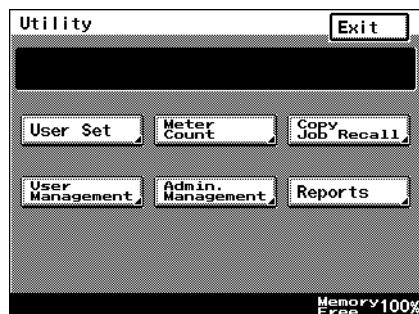 Utility
Exit
User Set
Meter
Count
Copy
Job Recall
User
Management
Admin.
Management
Reports
Memory
Free 100%